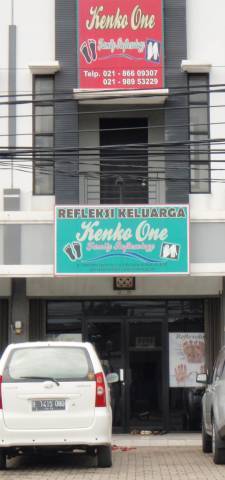 Kenko One
Family Reflexology
Telp. 021 - 866 09307
021 - 989 53229
REFLEKSI KELUARGA
Kenko One
Family Reflexology